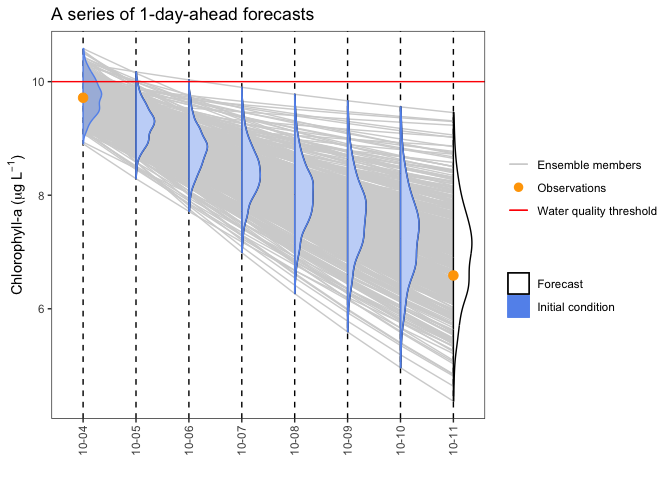 A series of 1-day-ahead forecasts
Chlorophyll-a (μg L⁻¹)
10
8
6
10-04
10-05
10-06
10-07
10-08
10-09
10-10
10-11
Ensemble members
Observations
Water quality threshold
Forecast
Initial condition